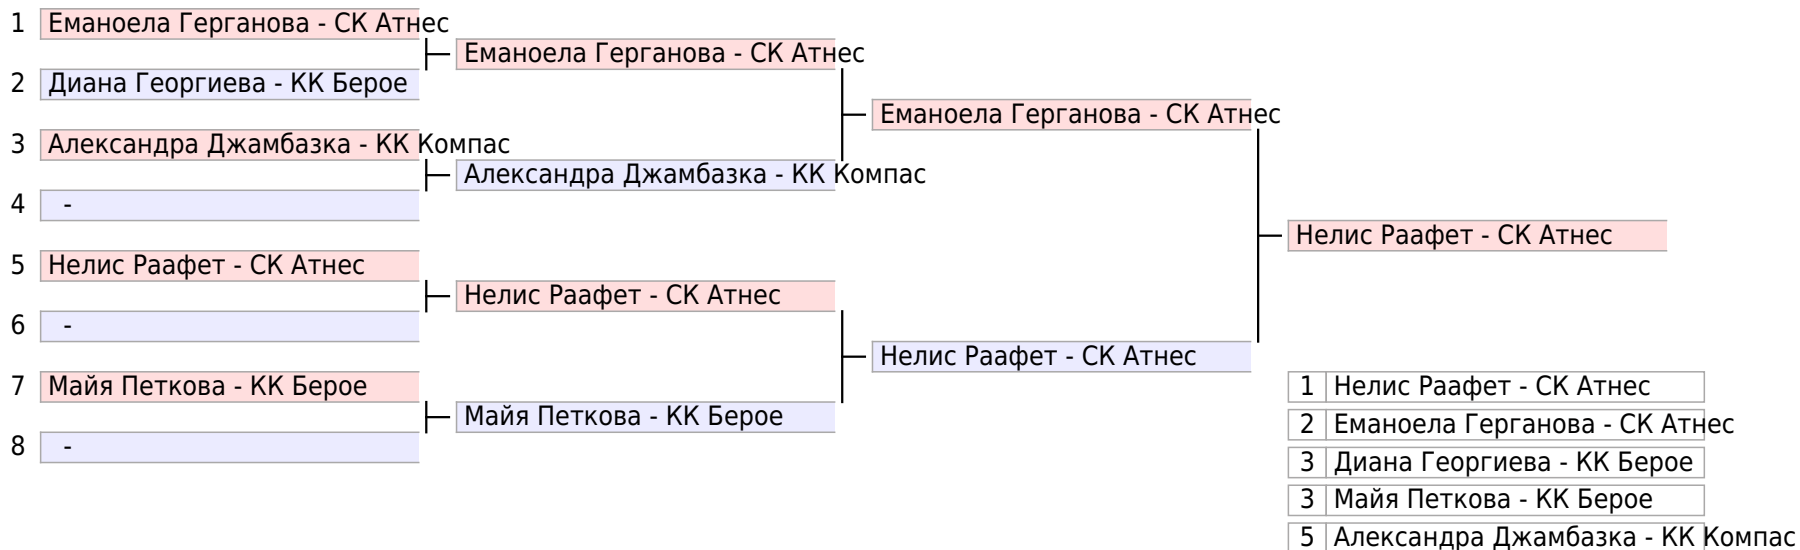 1 Еманоела Герганова - СК Атнес
Еманоела Герганова - СК Атнес
2 Диана Георгиева - КК Берое
Еманоела Герганова - СК Атнес
3 Александра Джамбазка - КК Компас
Александра Джамбазка - КК Компас
4 -
Нелис Раафет - СК Атнес
5 Нелис Раафет - СК Атнес
Нелис Раафет - СК Атнес
6 -
Нелис Раафет - СК Атнес
7 Майя Петкова - КК Берое
Майя Петкова - КК Берое
8 -
1 Нелис Раафет - СК Атнес
2 Еманоела Герганова - СК Атнес
3 Диана Георгиева - КК Берое
3 Майя Петкова - КК Берое
5 Александра Джамбазка - КК Компас